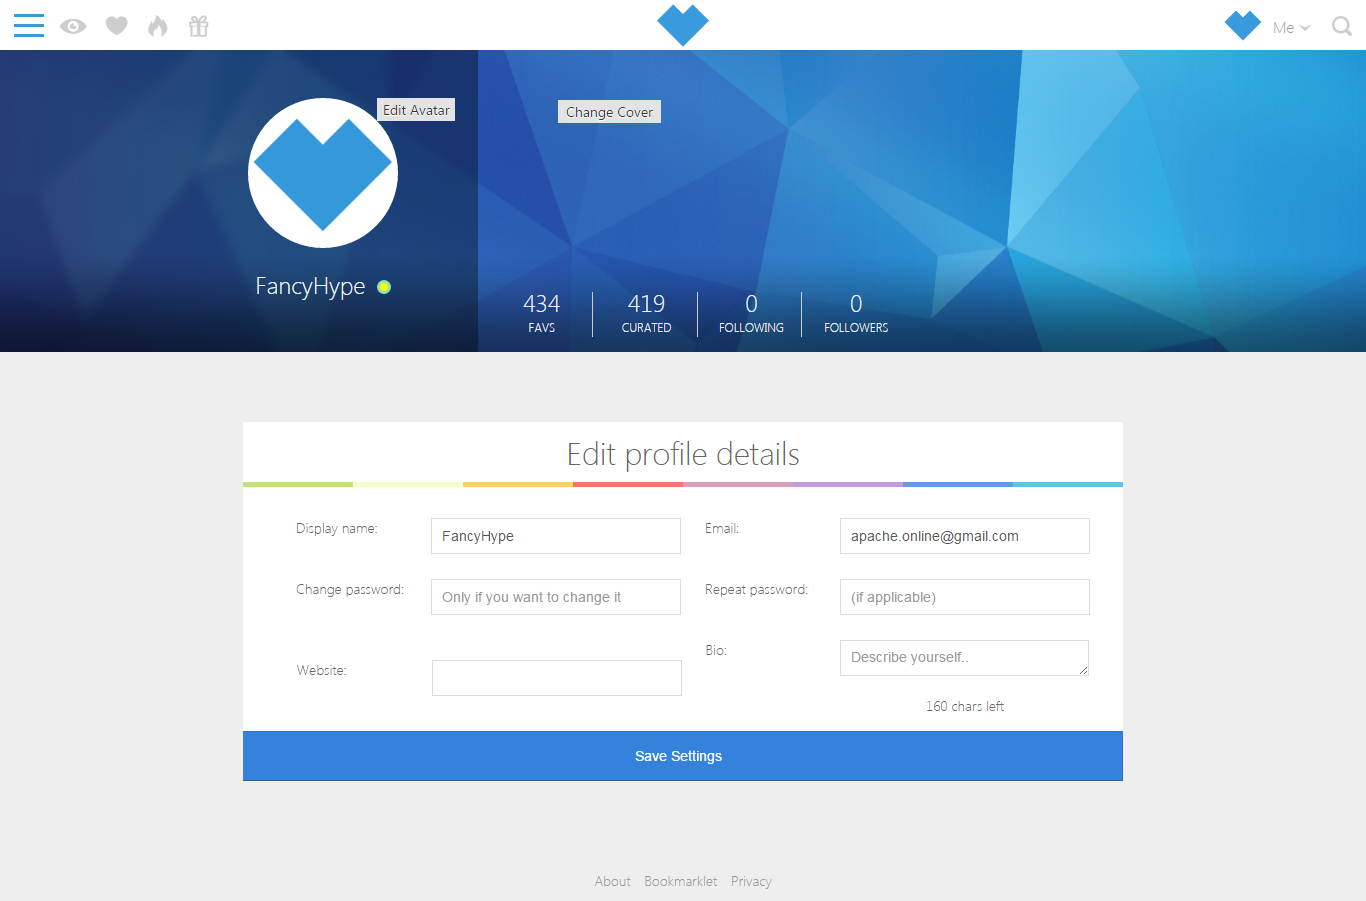 Me
Edit Avatar
Change Cover
FancyHype
434
FAVS
419
CURATED
0
FOLLOWING
0
FOLLOWERS
Edit profile details
Display name:
FancyHype
Email:
apache.online@gmail.com
Change password:
Only if you want to change it
Repeat password:
(if applicable)
Website:
Bio:
Describe yourself..
160 chars left
Save Settings
About Bookmarklet Privacy